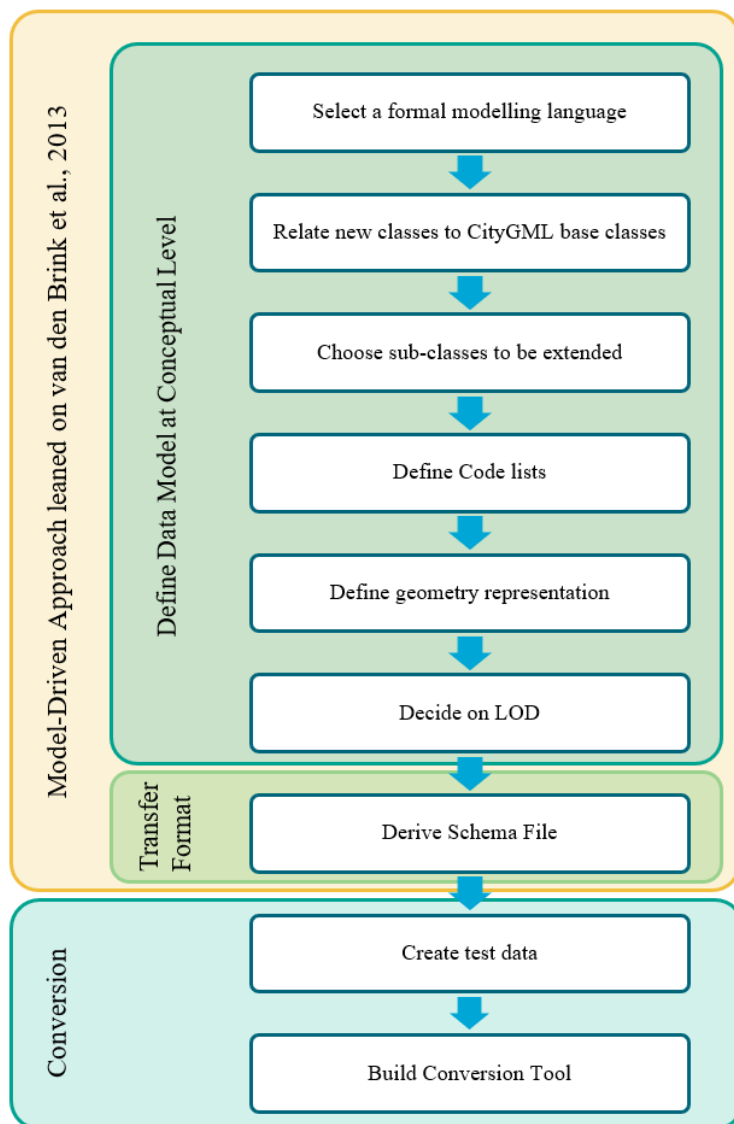 Model-Driven Approach leaned on van den Brink et al., 2013
Define Data Model at Conceptual Level
Select a formal modelling language
Relate new classes to CityGML base classes
Choose sub-classes to be extended
Define Code lists
Define geometry representation
Decide on LOD
Transfer
Format
Derive Schema File
Conversion
Create test data
Build Conversion Tool